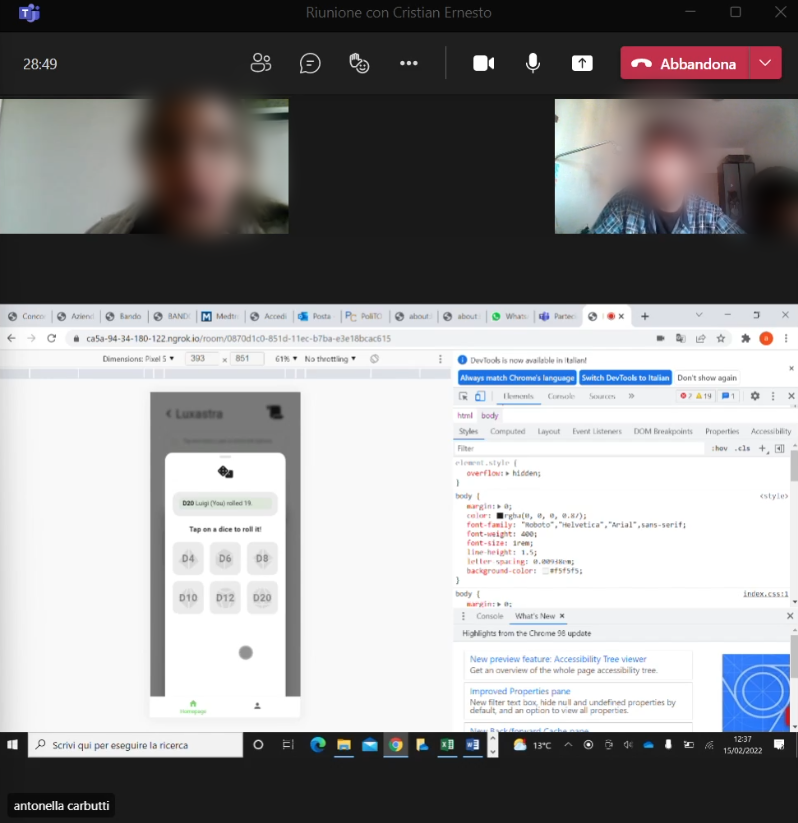 Riunione con Cristian Ernesto
28:49
Abbandona
Conco
Aziend
Bando
BANDO
Medtr
Accedi
Posta
PoliTO
about:
about:
Whats
Partec
ca5a-94-34-180-122.ngrok.io/room/0870d1c0-851d-11ec-b7ba-e3e18bcac615
Dimensions: Pixel 5 ▼ 393 x 851 61% ▼ No throttling ▼
DevTools is now available in Italian!
Always match Chrome's language Switch DevTools to Italian Don't show again
Elements Console Sources » 7 19 1
html body
Styles Computed Layout Event Listeners DOM Breakpoints Properties Accessibility
Filter :hov .cls +
element.style {
overflow:▸ hidden;
}
body { <style>
margin:▸ 0;
color: rgba(0, 0, 0, 0.87);
font-family: "Roboto","Helvetica","Arial",sans-serif;
font-weight: 400;
font-size: 1rem;
line-height: 1.5;
letter-spacing: 0.00938em;
background-color: #f5f5f5;
}
body { index.css:1
margin:▸ 0;
Console What's New ×
Highlights from the Chrome 98 update
New preview feature: Accessibility Tree viewer
Get an overview of the whole page accessibility tree.
Improved Properties pane
New filter text box, hide null and undefined properties by
default, and an option to view all properties.
New Back/forward Cache pane
Luxastra
D20 Luigi (You) rolled 19.
Tap on a dice to roll it!
D4 D6 D8
D10 D12 D20
Homepage
Scrivi qui per eseguire la ricerca
13°C
12:37
15/02/2022
antonella carbutti